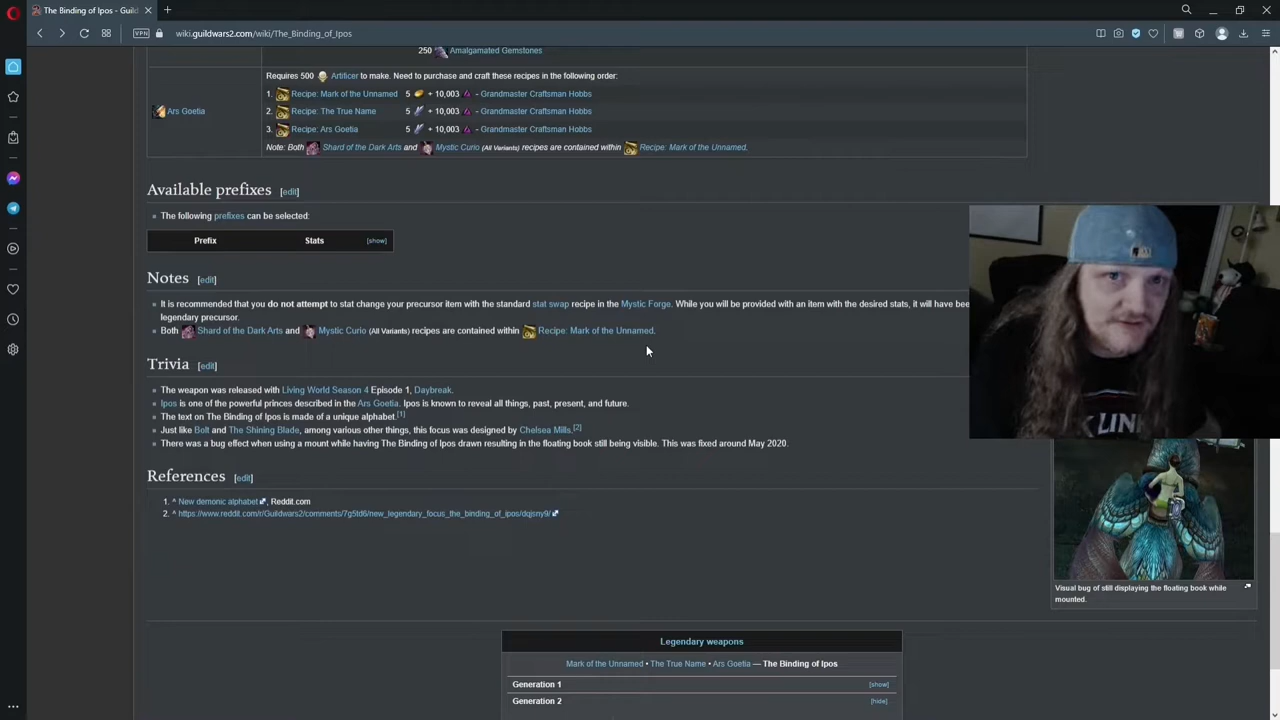 The Binding of Ipos - Guild
VPN
wiki.guildwars2.com/wiki/The_Binding_of_Ipos
250 Amalgamated Gemstones
Requires 500 Artificer to make. Need to purchase and craft these recipes in the following order:
1. Recipe: Mark of the Unnamed 5 + 10,003 - Grandmaster Craftsman Hobbs
Ars Goetia
2. Recipe: The True Name 5 + 10,003 - Grandmaster Craftsman Hobbs
3. Recipe: Ars Goetia 5 + 10,003 - Grandmaster Craftsman Hobbs
Note: Both Shard of the Dark Arts and Mystic Curio (All Variants) recipes are contained within Recipe: Mark of the Unnamed.
Available prefixes [edit]
The following prefixes can be selected:
Prefix Stats [show]
Notes [edit]
It is recommended that you do not attempt to stat change your precursor item with the standard stat swap recipe in the Mystic Forge. While you will be provided with an item with the desired stats, it will have bee
legendary precursor.
Both Shard of the Dark Arts and Mystic Curio (All Variants) recipes are contained within Recipe: Mark of the Unnamed.
Trivia [edit]
The weapon was released with Living World Season 4 Episode 1, Daybreak.
Ipos is one of the powerful princes described in the Ars Goetia. Ipos is known to reveal all things, past, present, and future.
The text on The Binding of Ipos is made of a unique alphabet.[1]
Just like Bolt and The Shining Blade, among various other things, this focus was designed by Chelsea Mills.[2]
There was a bug effect when using a mount while having The Binding of Ipos drawn resulting in the floating book still being visible. This was fixed around May 2020.
References [edit]
1. ^ New demonic alphabet, Reddit.com
2. ^ https://www.reddit.com/r/Guildwars2/comments/7g5td6/new_legendary_focus_the_binding_of_ipos/dqjsny9/
Visual bug of still displaying the floating book while
mounted.
Legendary weapons
Mark of the Unnamed • The True Name • Ars Goetia — The Binding of Ipos
Generation 1 [show]
Generation 2 [hide]